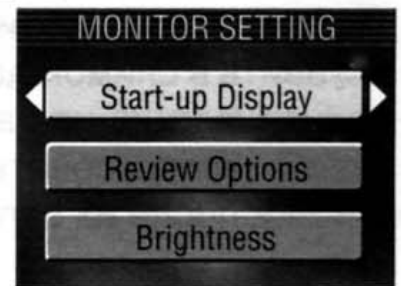 MONITOR SETTING
Start-up Display
Review Options
Brightness